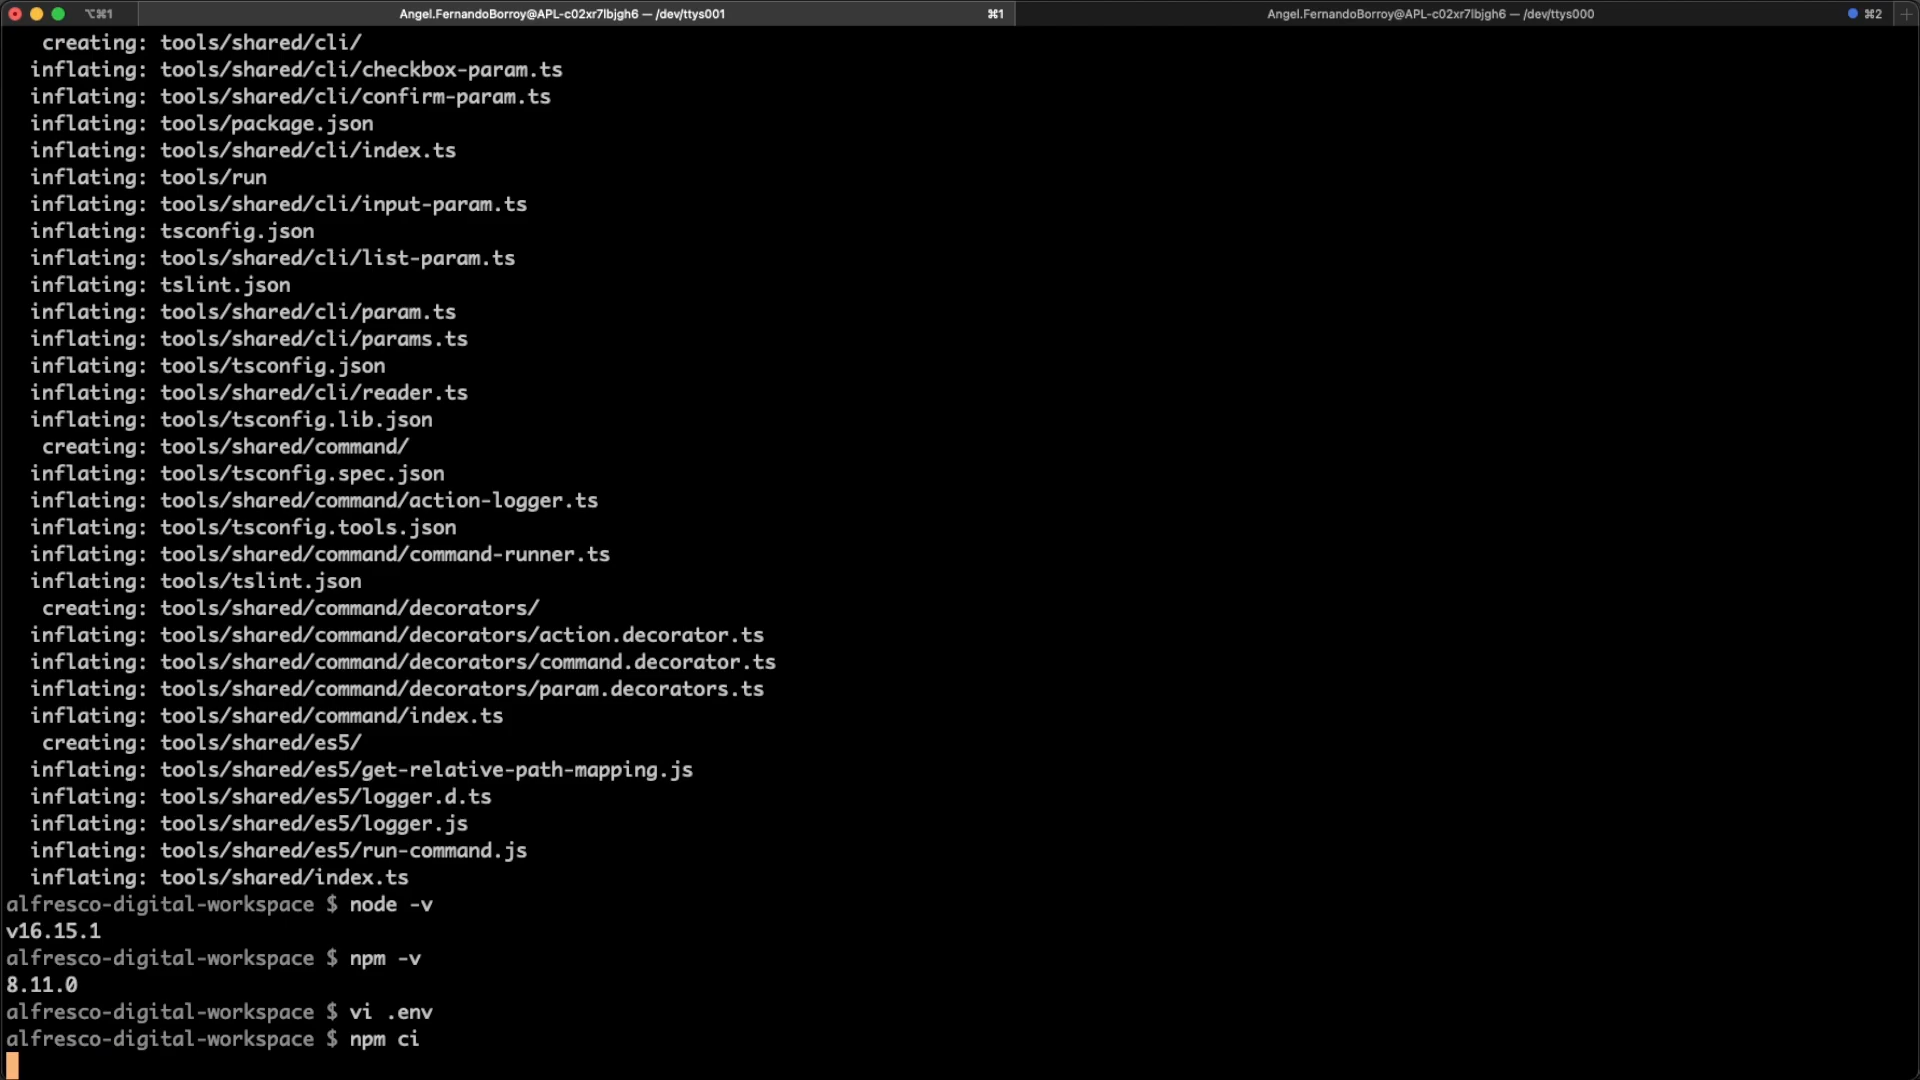 ⌥⌘1
Angel.FernandoBorroy@APL-c02xr7lbjgh6 — /dev/ttys001
⌘1
Angel.FernandoBorroy@APL-c02xr7lbjgh6 — /dev/ttys000
⌘2
creating: tools/shared/cli/
inflating: tools/shared/cli/checkbox-param.ts
inflating: tools/shared/cli/confirm-param.ts
inflating: tools/package.json
inflating: tools/shared/cli/index.ts
inflating: tools/run
inflating: tools/shared/cli/input-param.ts
inflating: tsconfig.json
inflating: tools/shared/cli/list-param.ts
inflating: tslint.json
inflating: tools/shared/cli/param.ts
inflating: tools/shared/cli/params.ts
inflating: tools/tsconfig.json
inflating: tools/shared/cli/reader.ts
inflating: tools/tsconfig.lib.json
creating: tools/shared/command/
inflating: tools/tsconfig.spec.json
inflating: tools/shared/command/action-logger.ts
inflating: tools/tsconfig.tools.json
inflating: tools/shared/command/command-runner.ts
inflating: tools/tslint.json
creating: tools/shared/command/decorators/
inflating: tools/shared/command/decorators/action.decorator.ts
inflating: tools/shared/command/decorators/command.decorator.ts
inflating: tools/shared/command/decorators/param.decorators.ts
inflating: tools/shared/command/index.ts
creating: tools/shared/es5/
inflating: tools/shared/es5/get-relative-path-mapping.js
inflating: tools/shared/es5/logger.d.ts
inflating: tools/shared/es5/logger.js
inflating: tools/shared/es5/run-command.js
inflating: tools/shared/index.ts
alfresco-digital-workspace $ node -v
v16.15.1
alfresco-digital-workspace $ npm -v
8.11.0
alfresco-digital-workspace $ vi .env
alfresco-digital-workspace $ npm ci